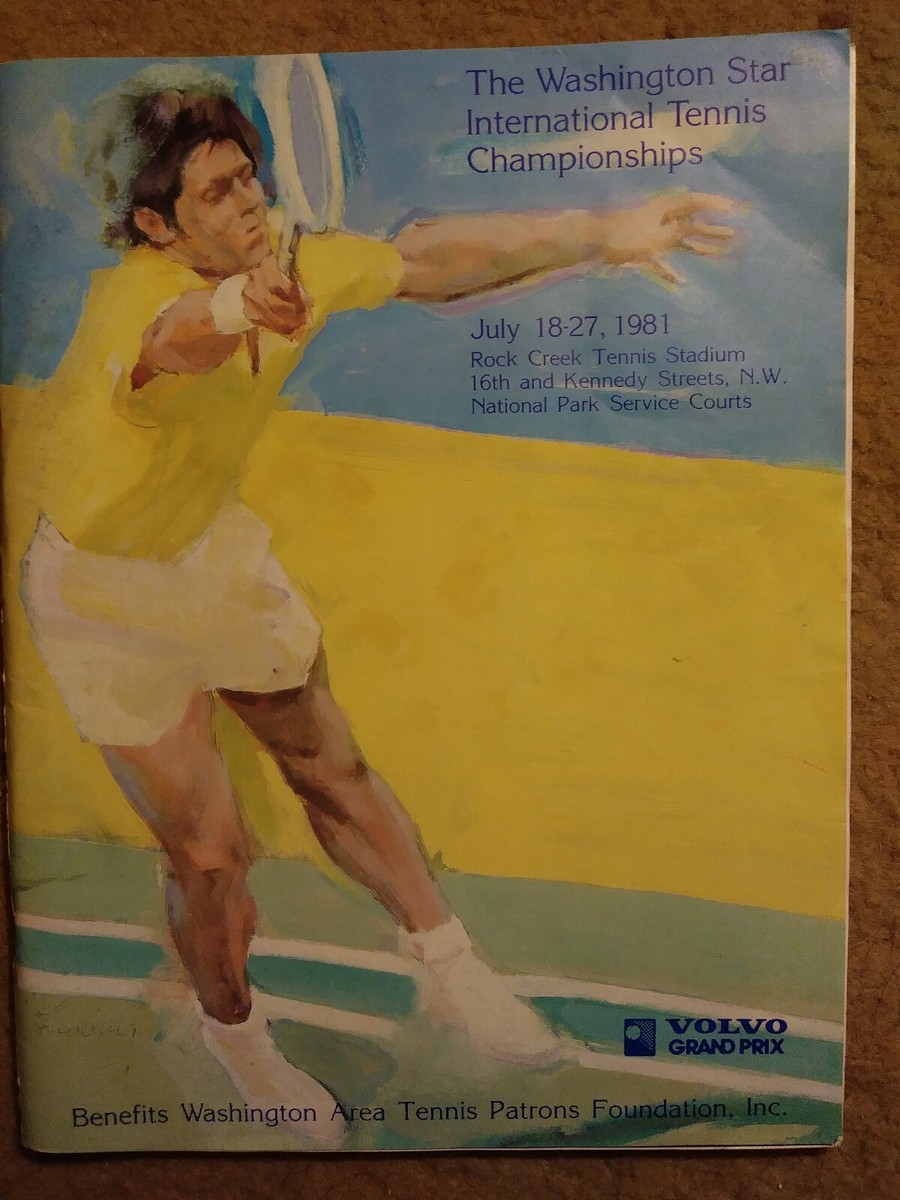 The Washington Star
International Tennis
Championships
July 18-27, 1981
Rock Creek Tennis Stadium
16th and Kennedy Streets, N.W.
National Park Service Courts
VOLVO
GRAND PRIX
Benefits Washington Area Tennis Patrons Foundation, Inc.